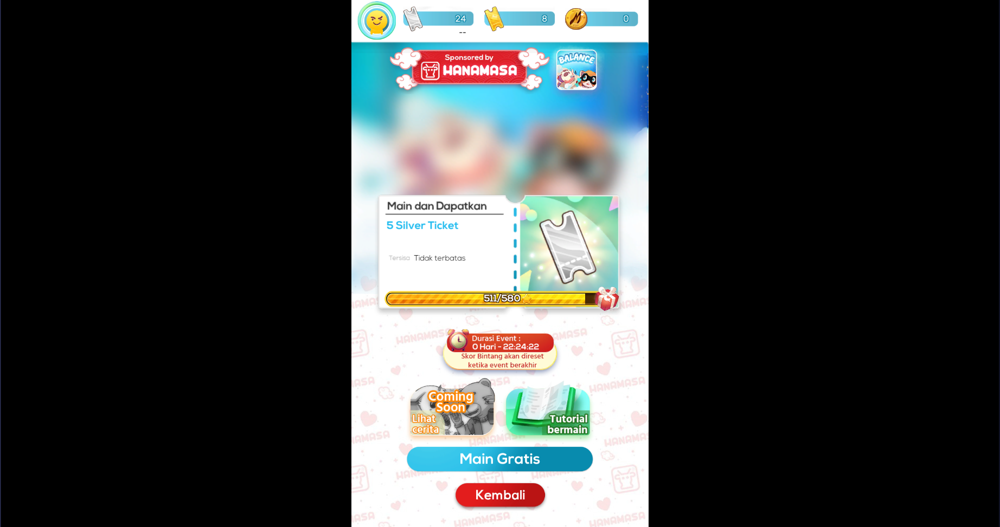 24
8
0
--
Sponsored by
HANAMASA
BALANCE
Main dan Dapatkan
5 Silver Ticket
Tersisa Tidak terbatas
511/580
Durasi Event :
0 Hari - 22:24:22
Skor Bintang akan direset
ketika event berakhir
Coming
Soon
Lihat
cerita
Tutorial
bermain
Main Gratis
Kembali